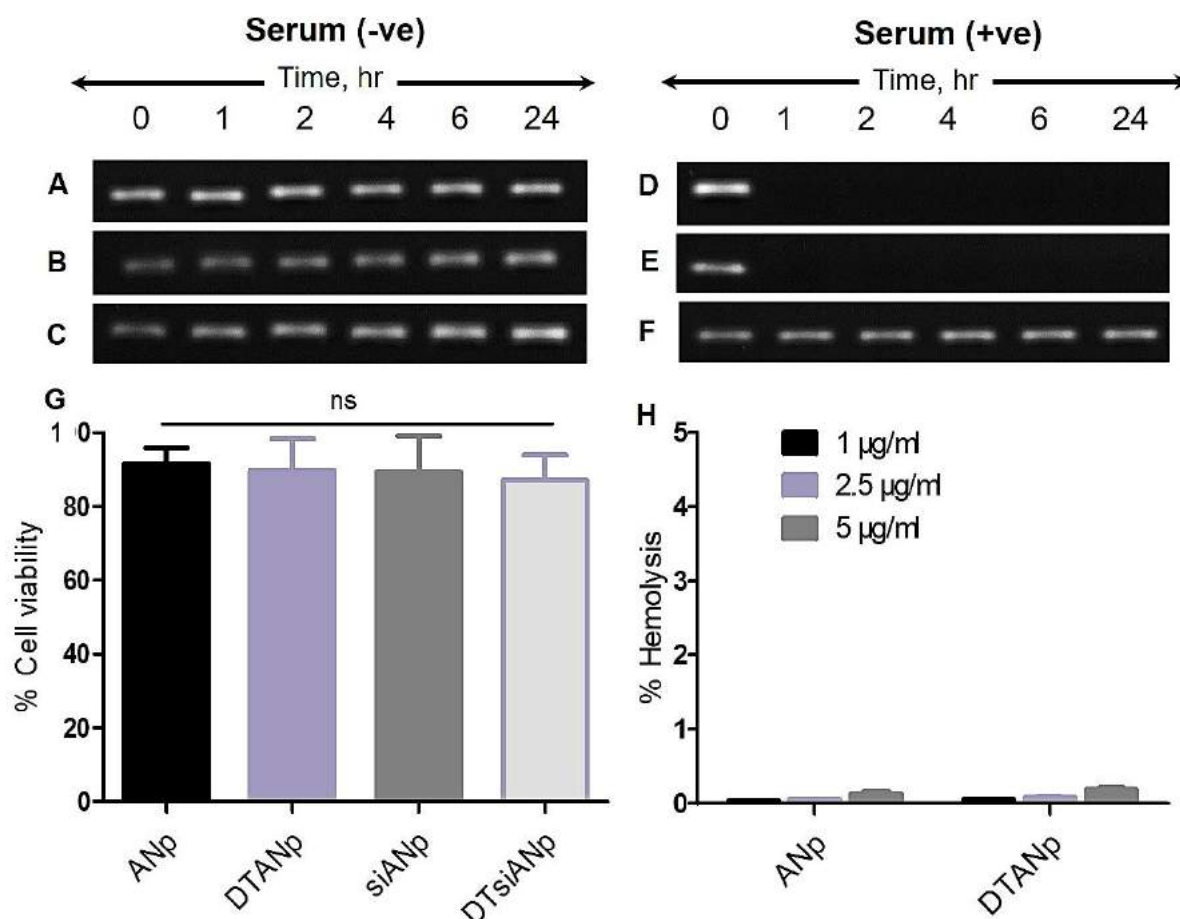 Serum (-ve)
Time, hr
0 1 2 4 6 24
A
B
C
Serum (+ve)
Time, hr
0 1 2 4 6 24
D
E
F
G
ns
% Cell viability
1 0
80
60
40
20
0
ANp
DTANp
siANp
DTsiANp
H
1 µg/ml
2.5 µg/ml
5 µg/ml
% Hemolysis
5
4
3
2
1
0
ANp
DTANp